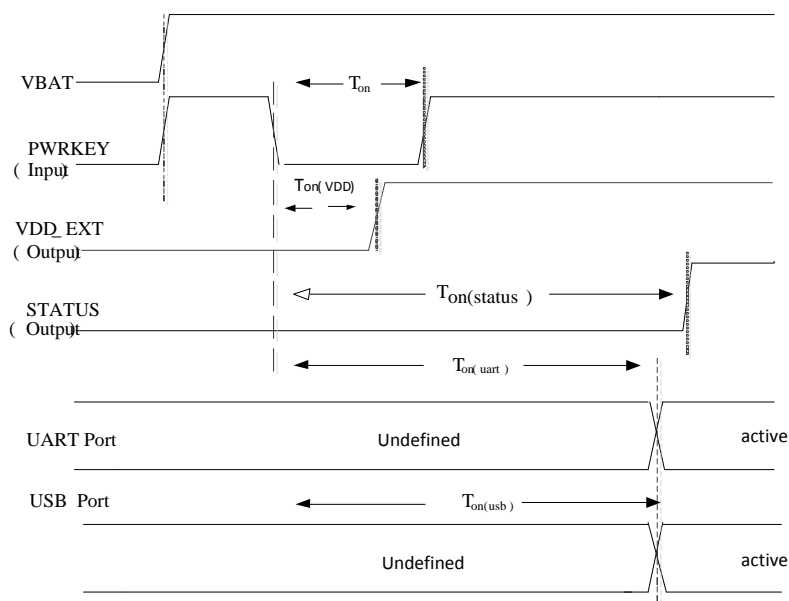 VBAT
Ton
PWRKEY
( Input)
Ton( VDD)
VDD_EXT
( Output)
Ton(status )
STATUS
( Output)
Ton( uart )
UART Port
Undefined
active
USB Port
Ton(usb )
Undefined
active